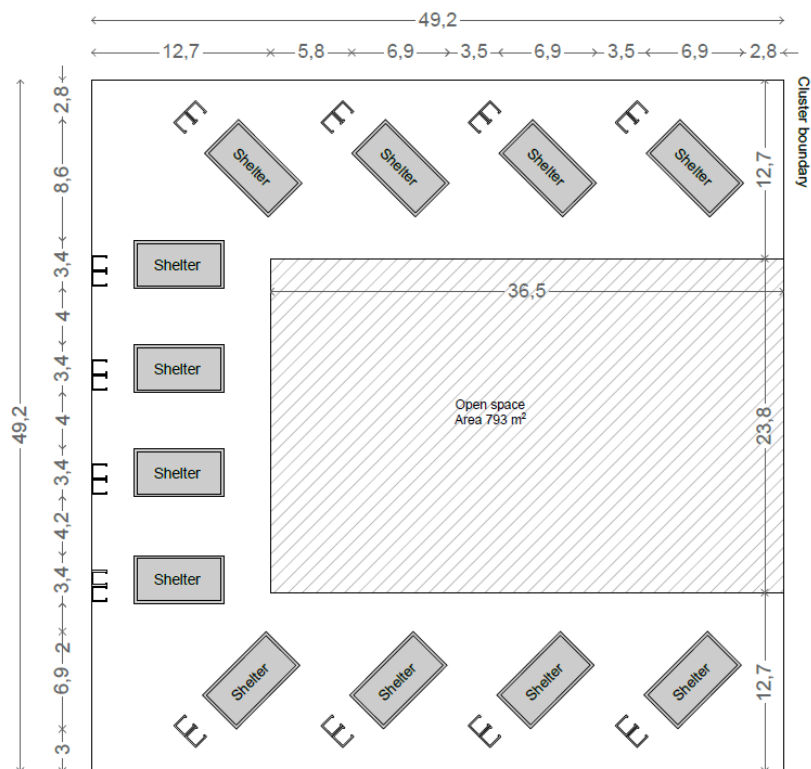 49,2
12,7 5,8 6,9 3,5 6,9 3,5 6,9 2,8
Cluster boundary
2,8
8,6
3,4
4
3,4
4
3,4
4,2
3,4
2
6,9
3
49,2
Shelter
Shelter
Shelter
Shelter
12,7
Shelter
Shelter
Shelter
Shelter
36,5
Open space
Area 793 m²
23,8
Shelter
Shelter
Shelter
Shelter
12,7